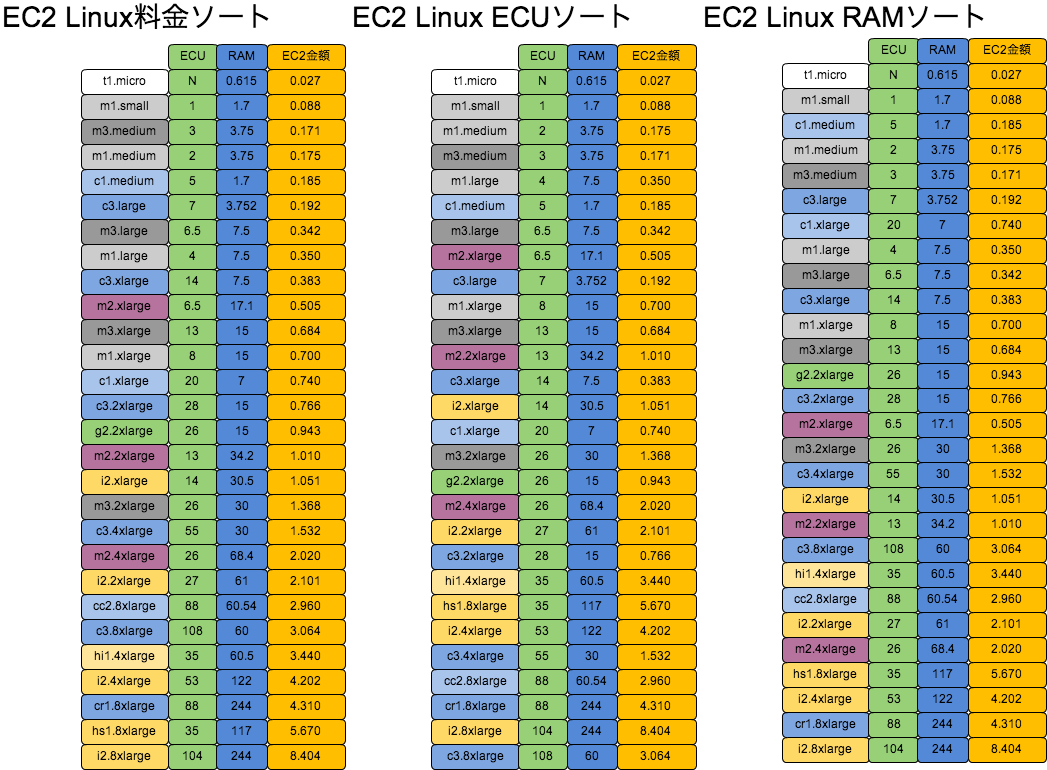 EC2 Linux料金ソート
ECU RAM EC2金額
t1.micro N 0.615 0.027
m1.small 1 1.7 0.088
m3.medium 3 3.75 0.171
m1.medium 2 3.75 0.175
c1.medium 5 1.7 0.185
c3.large 7 3.752 0.192
m3.large 6.5 7.5 0.342
m1.large 4 7.5 0.350
c3.xlarge 14 7.5 0.383
m2.xlarge 6.5 17.1 0.505
m3.xlarge 13 15 0.684
m1.xlarge 8 15 0.700
c1.xlarge 20 7 0.740
c3.2xlarge 28 15 0.766
g2.2xlarge 26 15 0.943
m2.2xlarge 13 34.2 1.010
i2.xlarge 14 30.5 1.051
m3.2xlarge 26 30 1.368
c3.4xlarge 55 30 1.532
m2.4xlarge 26 68.4 2.020
i2.2xlarge 27 61 2.101
cc2.8xlarge 88 60.54 2.960
c3.8xlarge 108 60 3.064
hi1.4xlarge 35 60.5 3.440
i2.4xlarge 53 122 4.202
cr1.8xlarge 88 244 4.310
hs1.8xlarge 35 117 5.670
i2.8xlarge 104 244 8.404
EC2 Linux ECUソート
ECU RAM EC2金額
t1.micro N 0.615 0.027
m1.small 1 1.7 0.088
m1.medium 2 3.75 0.175
m3.medium 3 3.75 0.171
m1.large 4 7.5 0.350
c1.medium 5 1.7 0.185
m3.large 6.5 7.5 0.342
m2.xlarge 6.5 17.1 0.505
c3.large 7 3.752 0.192
m1.xlarge 8 15 0.700
m3.xlarge 13 15 0.684
m2.2xlarge 13 34.2 1.010
c3.xlarge 14 7.5 0.383
i2.xlarge 14 30.5 1.051
c1.xlarge 20 7 0.740
m3.2xlarge 26 30 1.368
g2.2xlarge 26 15 0.943
m2.4xlarge 26 68.4 2.020
i2.2xlarge 27 61 2.101
c3.2xlarge 28 15 0.766
hi1.4xlarge 35 60.5 3.440
hs1.8xlarge 35 117 5.670
i2.4xlarge 53 122 4.202
c3.4xlarge 55 30 1.532
cc2.8xlarge 88 60.54 2.960
cr1.8xlarge 88 244 4.310
i2.8xlarge 104 244 8.404
c3.8xlarge 108 60 3.064
EC2 Linux RAMソート
ECU RAM EC2金額
t1.micro N 0.615 0.027
m1.small 1 1.7 0.088
c1.medium 5 1.7 0.185
m1.medium 2 3.75 0.175
m3.medium 3 3.75 0.171
c3.large 7 3.752 0.192
c1.xlarge 20 7 0.740
m1.large 4 7.5 0.350
m3.large 6.5 7.5 0.342
c3.xlarge 14 7.5 0.383
m1.xlarge 8 15 0.700
m3.xlarge 13 15 0.684
g2.2xlarge 26 15 0.943
c3.2xlarge 28 15 0.766
m2.xlarge 6.5 17.1 0.505
m3.2xlarge 26 30 1.368
c3.4xlarge 55 30 1.532
i2.xlarge 14 30.5 1.051
m2.2xlarge 13 34.2 1.010
c3.8xlarge 108 60 3.064
hi1.4xlarge 35 60.5 3.440
cc2.8xlarge 88 60.54 2.960
i2.2xlarge 27 61 2.101
m2.4xlarge 26 68.4 2.020
hs1.8xlarge 35 117 5.670
i2.4xlarge 53 122 4.202
cr1.8xlarge 88 244 4.310
i2.8xlarge 104 244 8.404